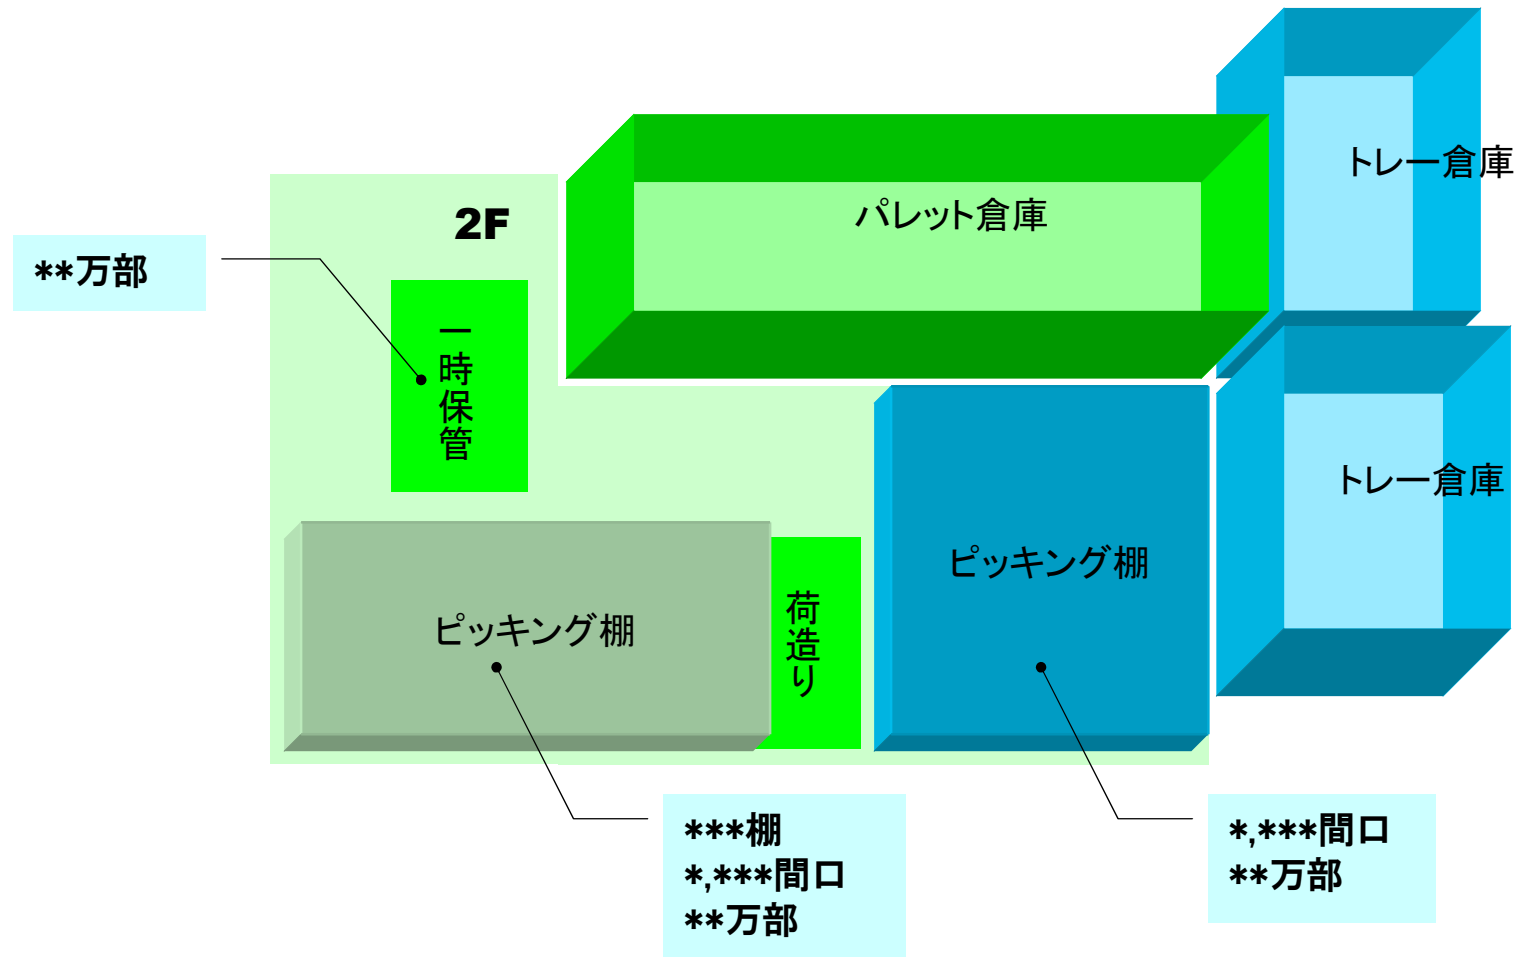 トレー倉庫
パレット倉庫
2F
**万部
一時保管
トレー倉庫
ピッキング棚
ピッキング棚
荷造り
***棚
*,***間口
**万部
*,***間口
**万部